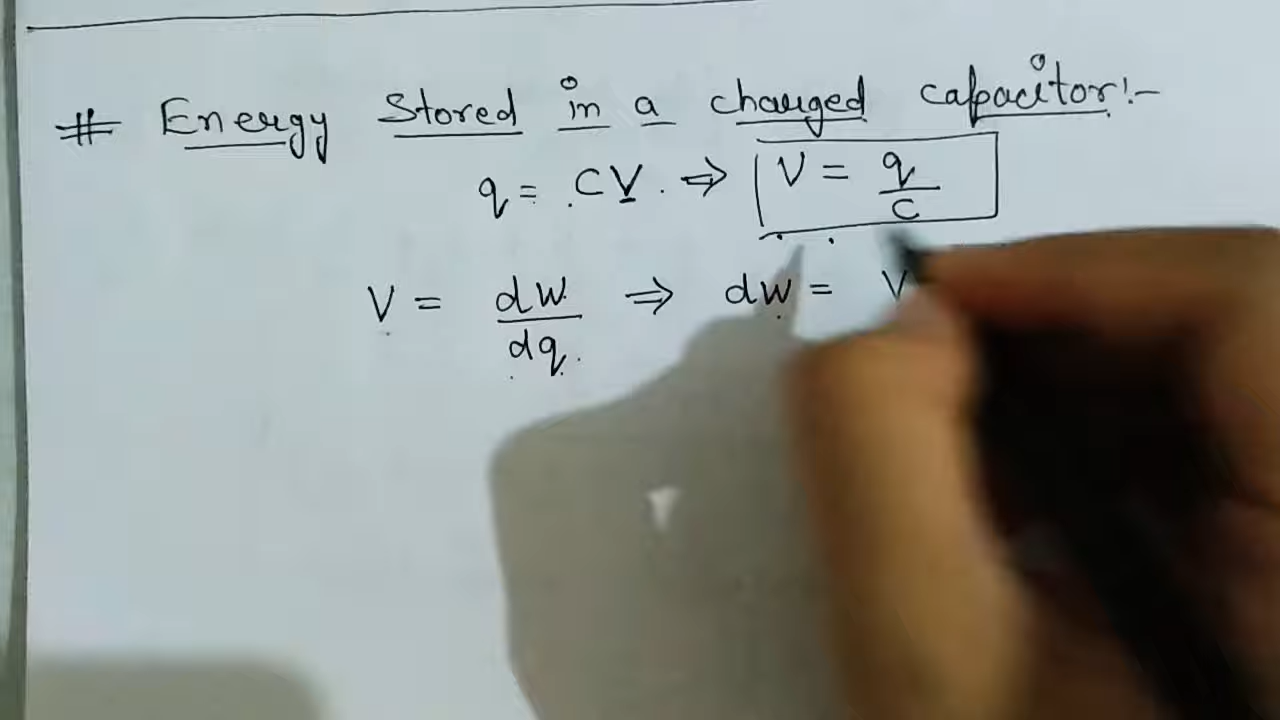 # Energy Stored in a charged capacitor:-
q = CV. ⇒ V = q/c
V = dw/dq ⇒ dw = V